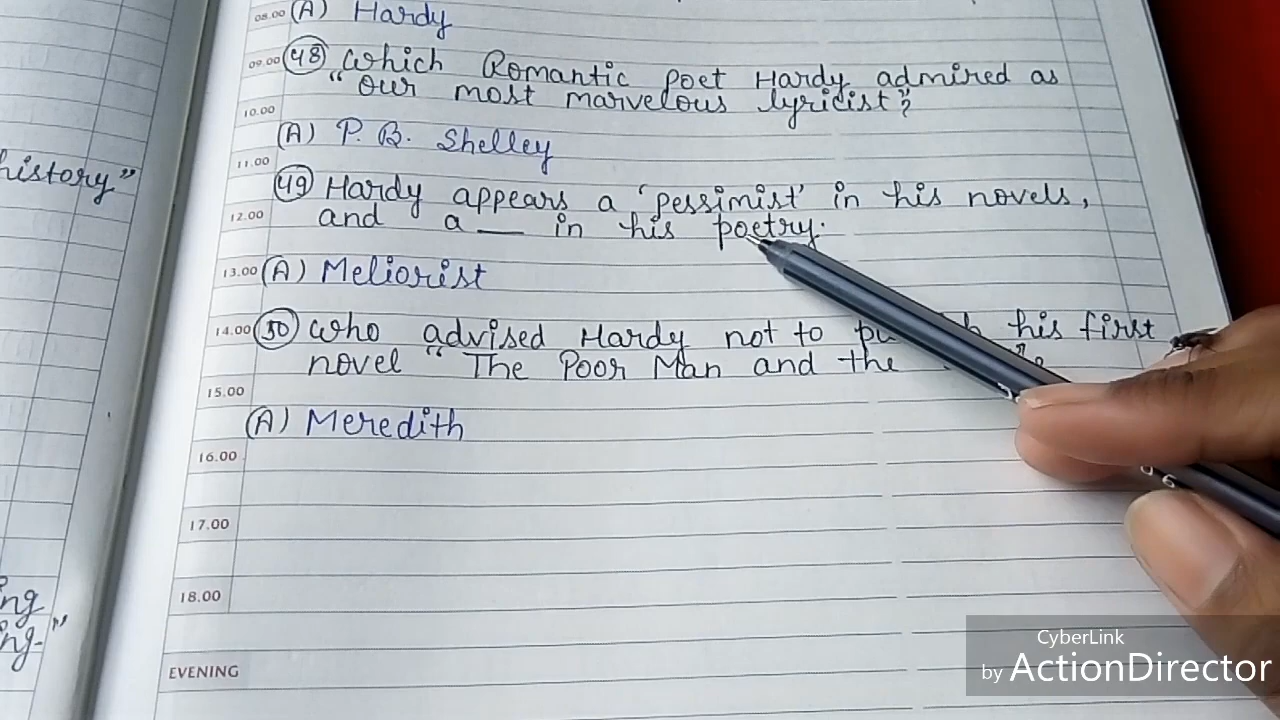 08.00 (A) Hardy
09.00 (48) Which Romantic Poet Hardy admired as
"Our most marvelous lyricist"?
10.00
(A) P. B. Shelley
11.00
history"
(49) Hardy appears a 'pessimist' in his novels,
12.00 and a __ in his poetry.
13.00 (A) Meliorist
14.00 (50) Who advised Hardy not to his first
novel "The Poor Man and the
15.00
(A) Meredith
16.00
17.00
18.00
ng
ng-"
EVENING
CyberLink
by ActionDirector